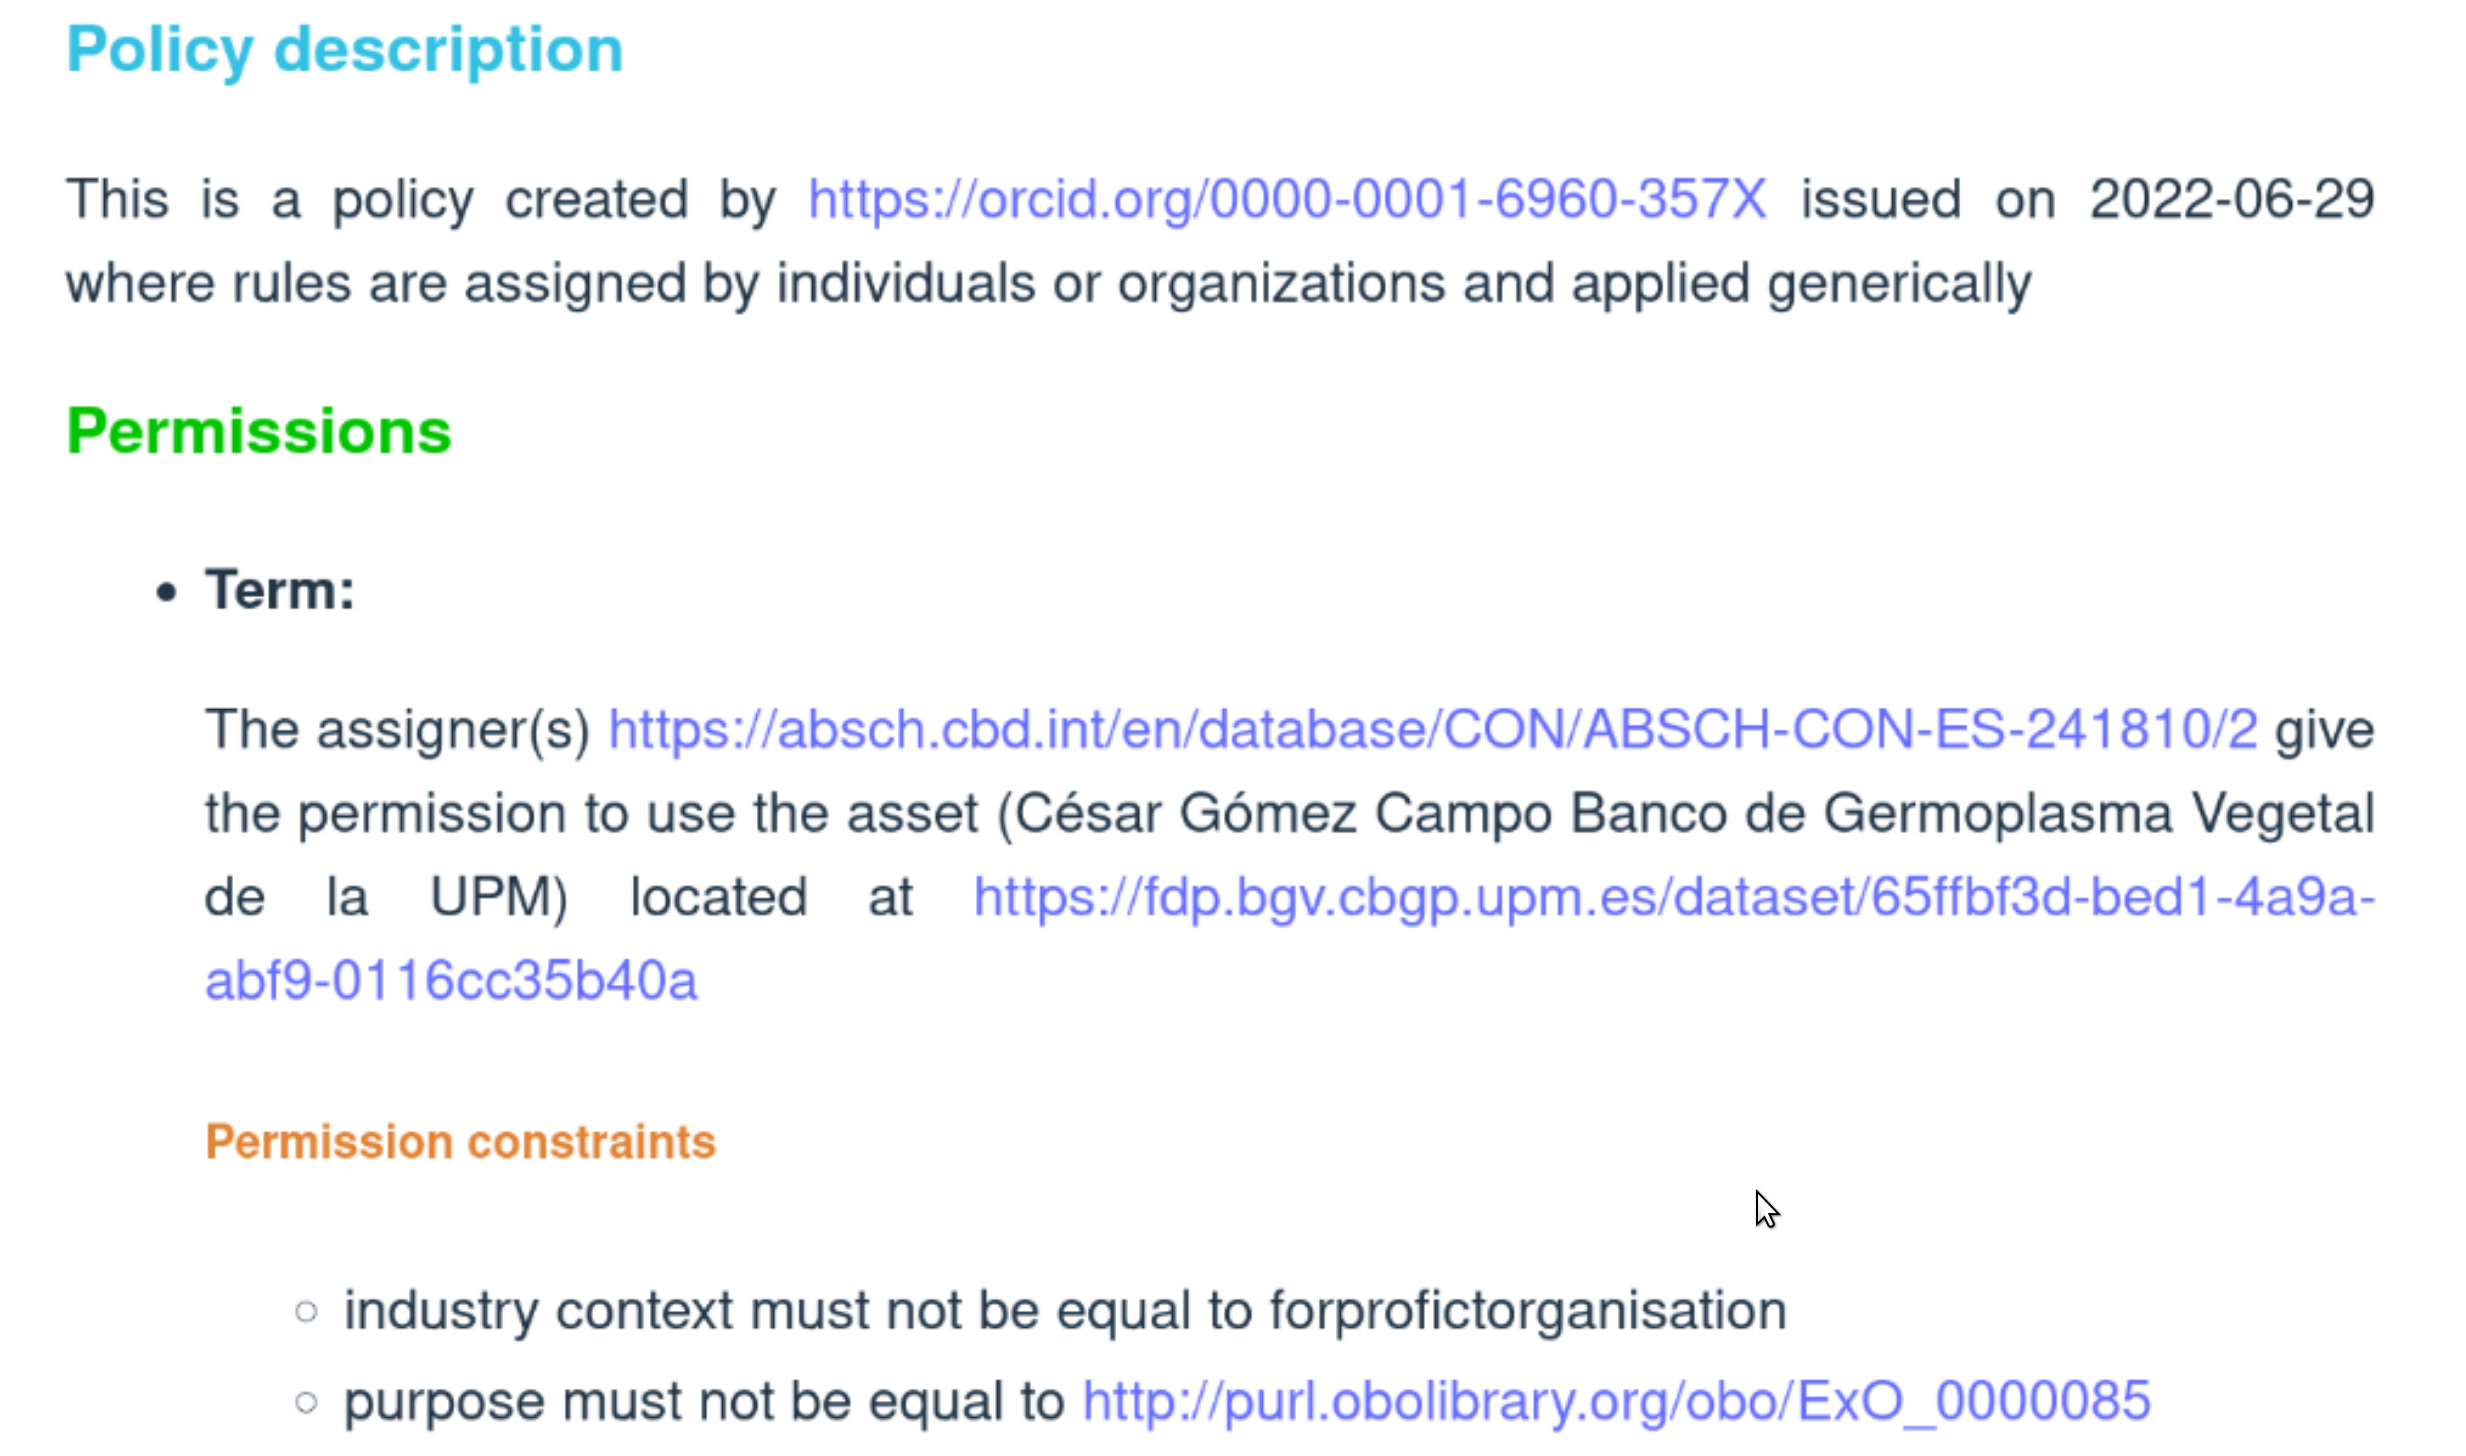 Policy description
This is a policy created by https://orcid.org/0000-0001-6960-357X issued on 2022-06-29
where rules are assigned by individuals or organizations and applied generically
Permissions
• Term:
The assigner(s) https://absch.cbd.int/en/database/CON/ABSCH-CON-ES-241810/2 give
the permission to use the asset (César Gómez Campo Banco de Germoplasma Vegetal
de la UPM) located at https://fdp.bgv.cbgp.upm.es/dataset/65ffbf3d-bed1-4a9a-
abf9-0116cc35b40a
Permission constraints
◦ industry context must not be equal to forprofictorganisation
◦ purpose must not be equal to http://purl.obolibrary.org/obo/ExO_0000085